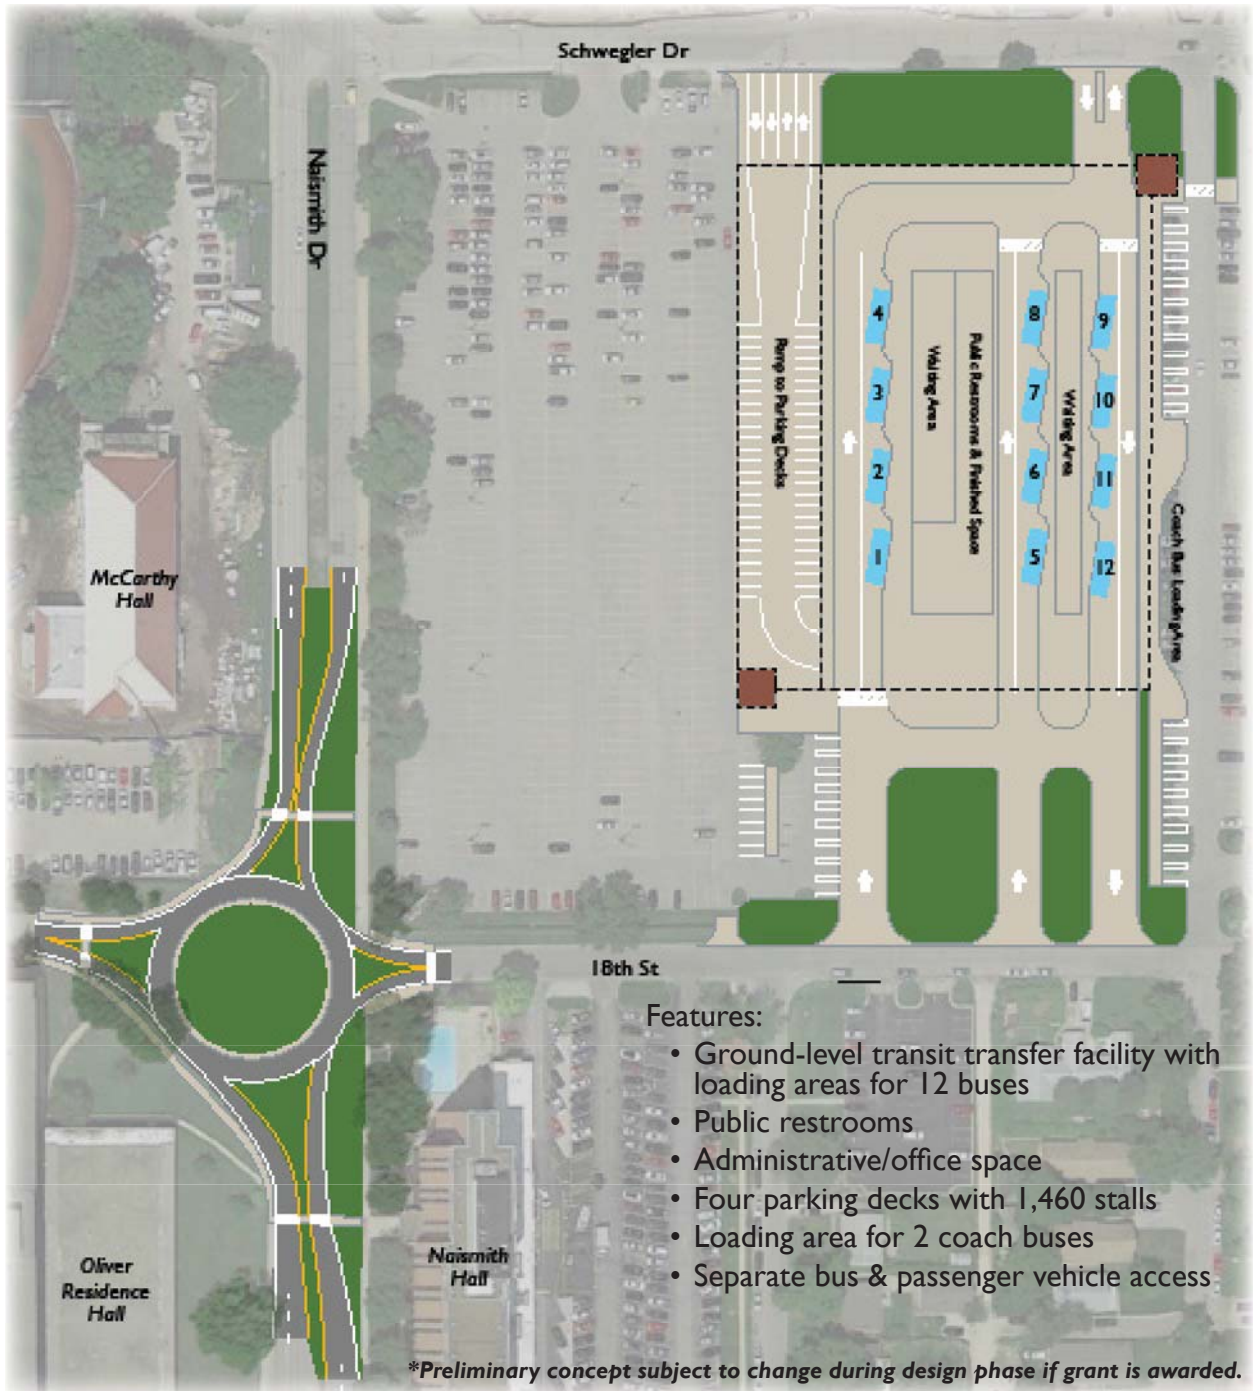 Schwegler Dr
Naismith Dr
4
3
2
1
8
7
6
5
9
10
11
12
Ramp to Parking Decks
Waiting Area
Public Restrooms & Finished Space
Waiting Area
Coach Bus Loading Area
McCarthy
Hall
18th St
Oliver
Residence
Hall
Naismith
Hall
Features:
• Ground-level transit transfer facility with
loading areas for 12 buses
• Public restrooms
• Administrative/office space
• Four parking decks with 1,460 stalls
• Loading area for 2 coach buses
• Separate bus & passenger vehicle access
*Preliminary concept subject to change during design phase if grant is awarded.